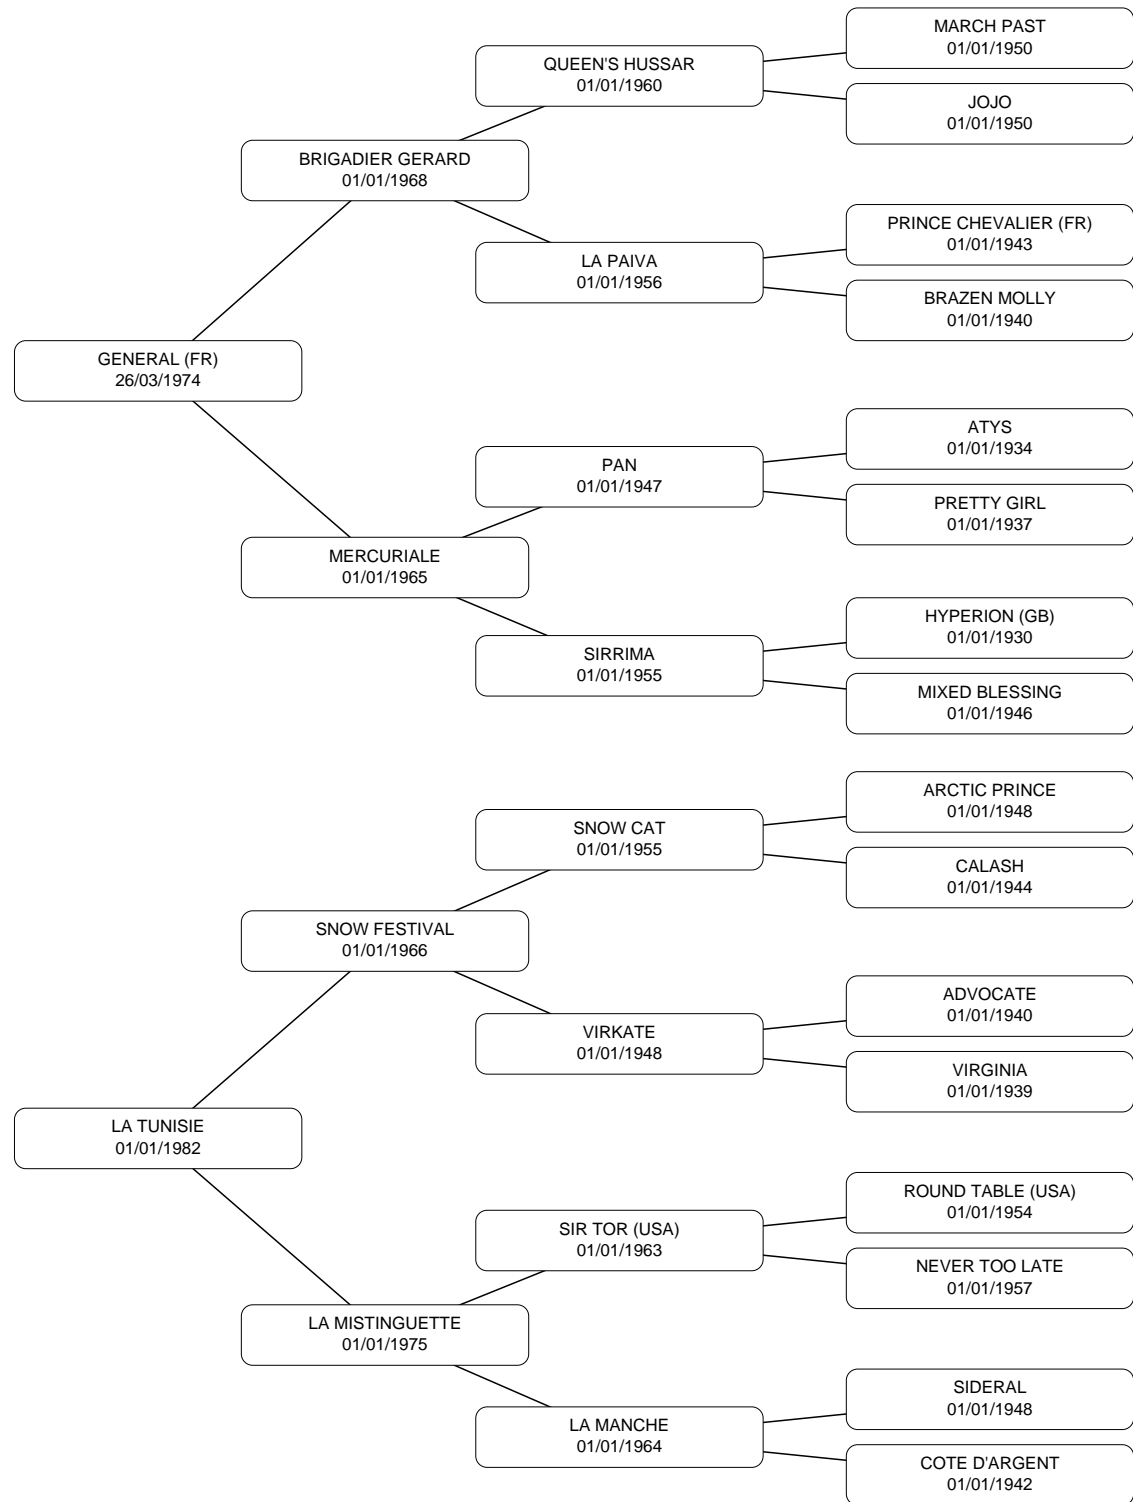 MARCH PAST
01/01/1950
QUEEN'S HUSSAR
01/01/1960
JOJO
01/01/1950
BRIGADIER GERARD
01/01/1968
PRINCE CHEVALIER (FR)
01/01/1943
LA PAIVA
01/01/1956
BRAZEN MOLLY
01/01/1940
GENERAL (FR)
26/03/1974
ATYS
01/01/1934
PAN
01/01/1947
PRETTY GIRL
01/01/1937
MERCURIALE
01/01/1965
HYPERION (GB)
01/01/1930
SIRRIMA
01/01/1955
MIXED BLESSING
01/01/1946
ARCTIC PRINCE
01/01/1948
SNOW CAT
01/01/1955
CALASH
01/01/1944
SNOW FESTIVAL
01/01/1966
ADVOCATE
01/01/1940
VIRKATE
01/01/1948
VIRGINIA
01/01/1939
LA TUNISIE
01/01/1982
ROUND TABLE (USA)
01/01/1954
SIR TOR (USA)
01/01/1963
NEVER TOO LATE
01/01/1957
LA MISTINGUETTE
01/01/1975
SIDERAL
01/01/1948
LA MANCHE
01/01/1964
COTE D'ARGENT
01/01/1942